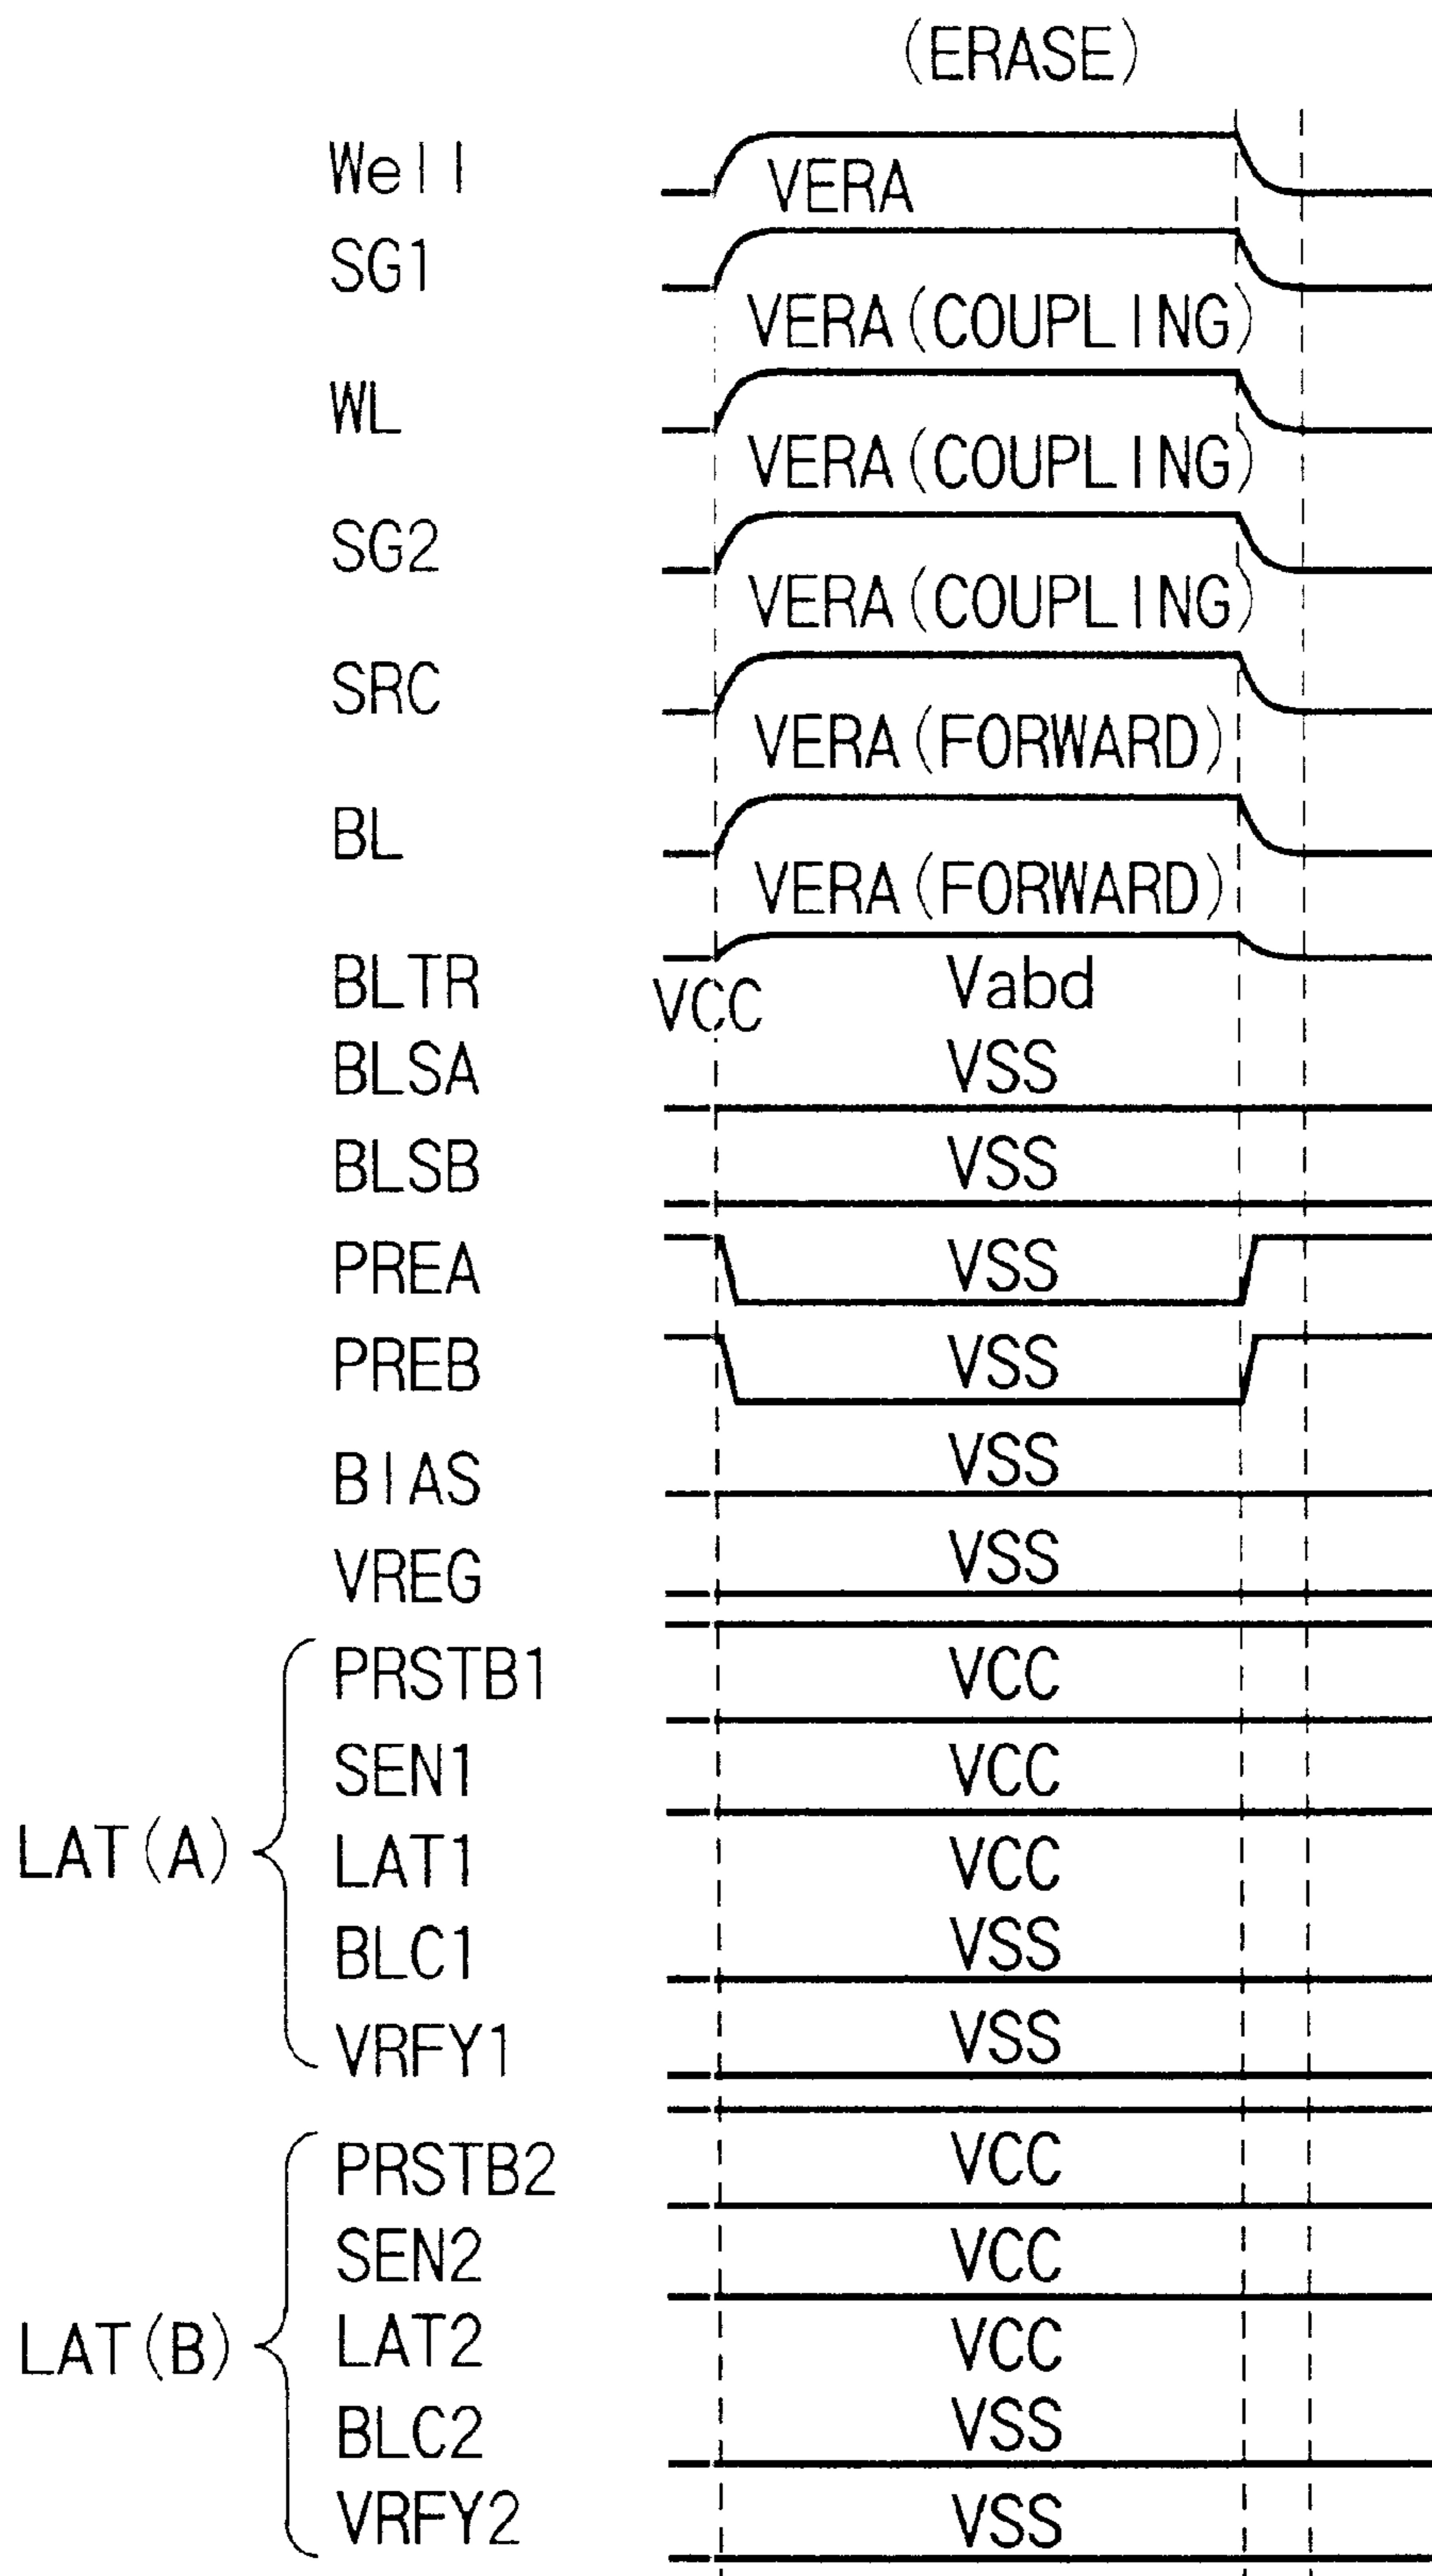 (ERASE)
Well
VERA
SG1
VERA(COUPLING)
WL
VERA(COUPLING)
SG2
VERA(COUPLING)
SRC
VERA(FORWARD)
BL
VERA(FORWARD)
BLTR VCC Vabd
BLSA VSS
BLSB VSS
PREA VSS
PREB VSS
BIAS VSS
VREG VSS
PRSTB1 VCC
SEN1 VCC
LAT(A) LAT1 VCC
BLC1 VSS
VRFY1 VSS
PRSTB2 VCC
SEN2 VCC
LAT(B) LAT2 VCC
BLC2 VSS
VRFY2 VSS